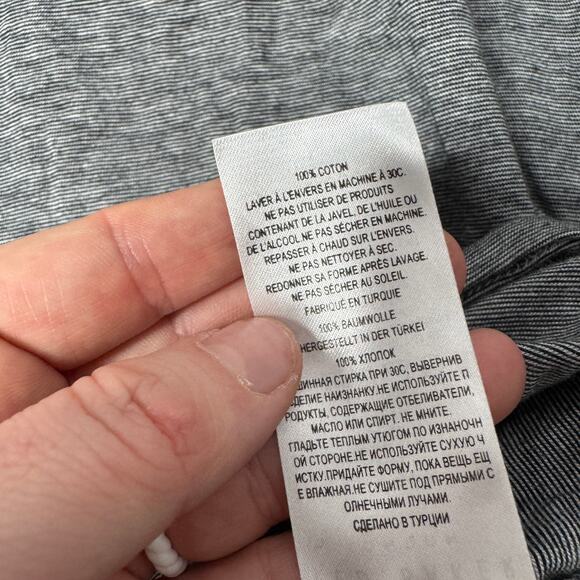 100% COTON
LAVER À L'ENVERS EN MACHINE À 30C.
NE PAS UTILISER DE PRODUITS
CONTENANT DE LA JAVEL, DE L'HUILE OU
DE L'ALCOOL.NE PAS SÉCHER EN MACHINE.
REPASSER À CHAUD SUR L'ENVERS.
NE PAS NETTOYER À SEC.
REDONNER SA FORME APRÈS LAVAGE.
NE PAS SÉCHER AU SOLEIL.
FABRIQUÉ EN TURQUIE
100% BAUMWOLLE
HERGESTELLT IN DER TÜRKEI
100% ХЛОПОК
ШИННАЯ СТИРКА ПРИ 30C, ВЫВЕРНИВ
ДЕЛИЕ НАИЗНАНКУ.НЕ ИСПОЛЬЗУЙТЕ П
РОДУКТЫ, СОДЕРЖАЩИЕ ОТБЕЛИВАТЕЛИ,
МАСЛО ИЛИ СПИРТ. НЕ МНИТЕ.
ГЛАДЬТЕ ТЕПЛЫМ УТЮГОМ ПО ИЗНАНОЧН
ОЙ СТОРОНЕ.НЕ ИСПОЛЬЗУЙТЕ СУХУЮ Ч
ИСТКУ.ПРИДАЙТЕ ФОРМУ, ПОКА ВЕЩЬ ЕЩ
Е ВЛАЖНАЯ.НЕ СУШИТЕ ПОД ПРЯМЫМИ С
ОЛНЕЧНЫМИ ЛУЧАМИ.
СДЕЛАНО В ТУРЦИИ